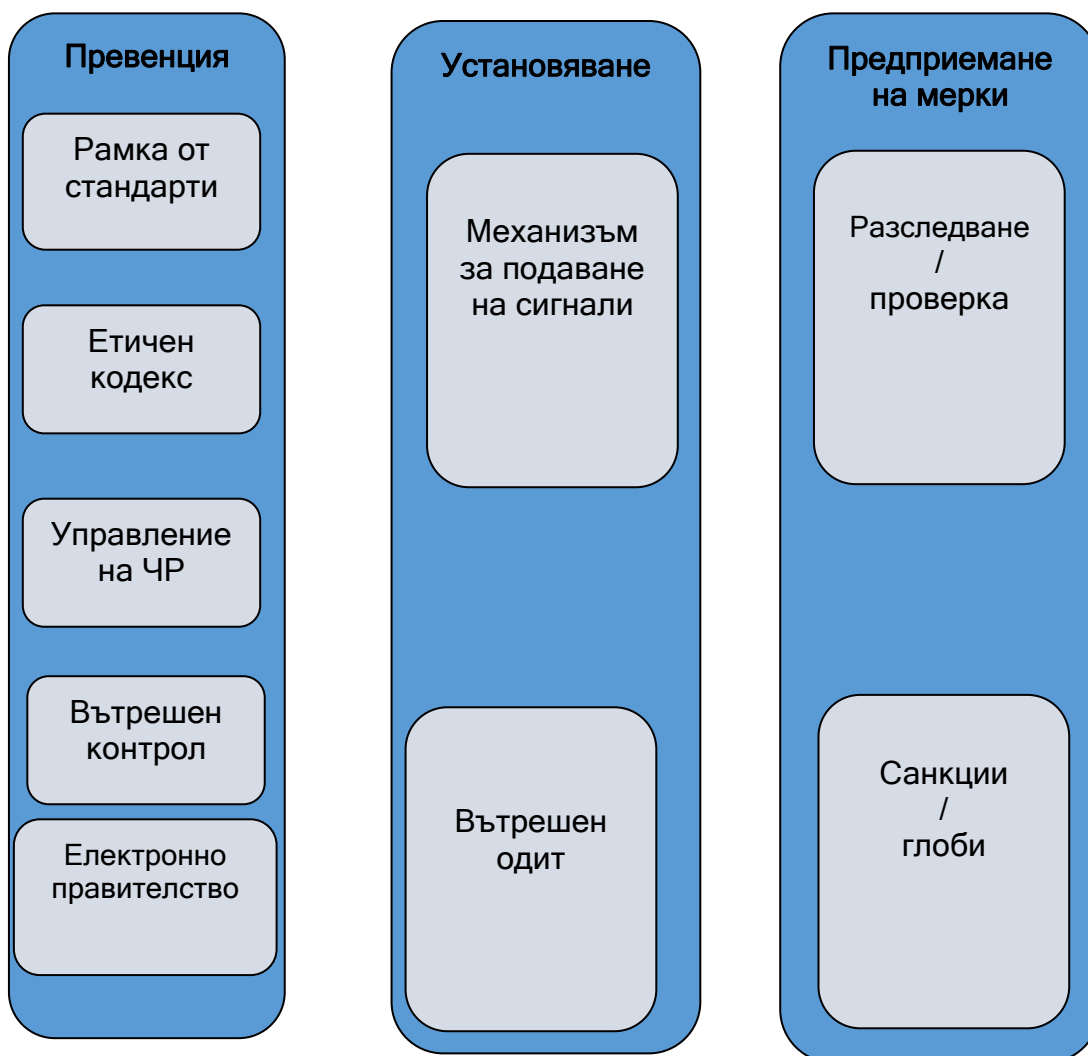 Превенция
Рамка от
стандарти
Етичен
кодекс
Управление
на ЧР
Вътрешен
контрол
Електронно
правителство
Установяване
Механизъм
за подаване
на сигнали
Вътрешен
одит
Предприемане
на мерки
Разследване
/
проверка
Санкции
/
глоби